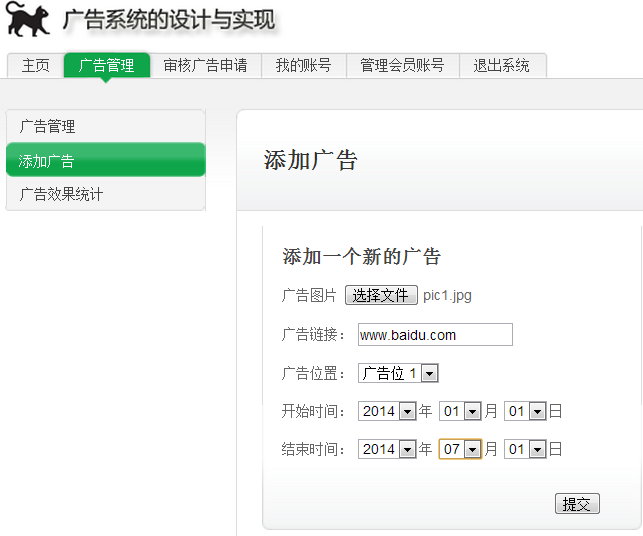 广告系统的设计与实现
主页 广告管理 审核广告申请 我的账号 管理会员账号 退出系统
广告管理
添加广告
广告效果统计
添加广告
添加一个新的广告
广告图片 选择文件 pic1.jpg
广告链接： www.baidu.com
广告位置： 广告位 1
开始时间： 2014 年 01 月 01 日
结束时间： 2014 年 07 月 01 日
提交